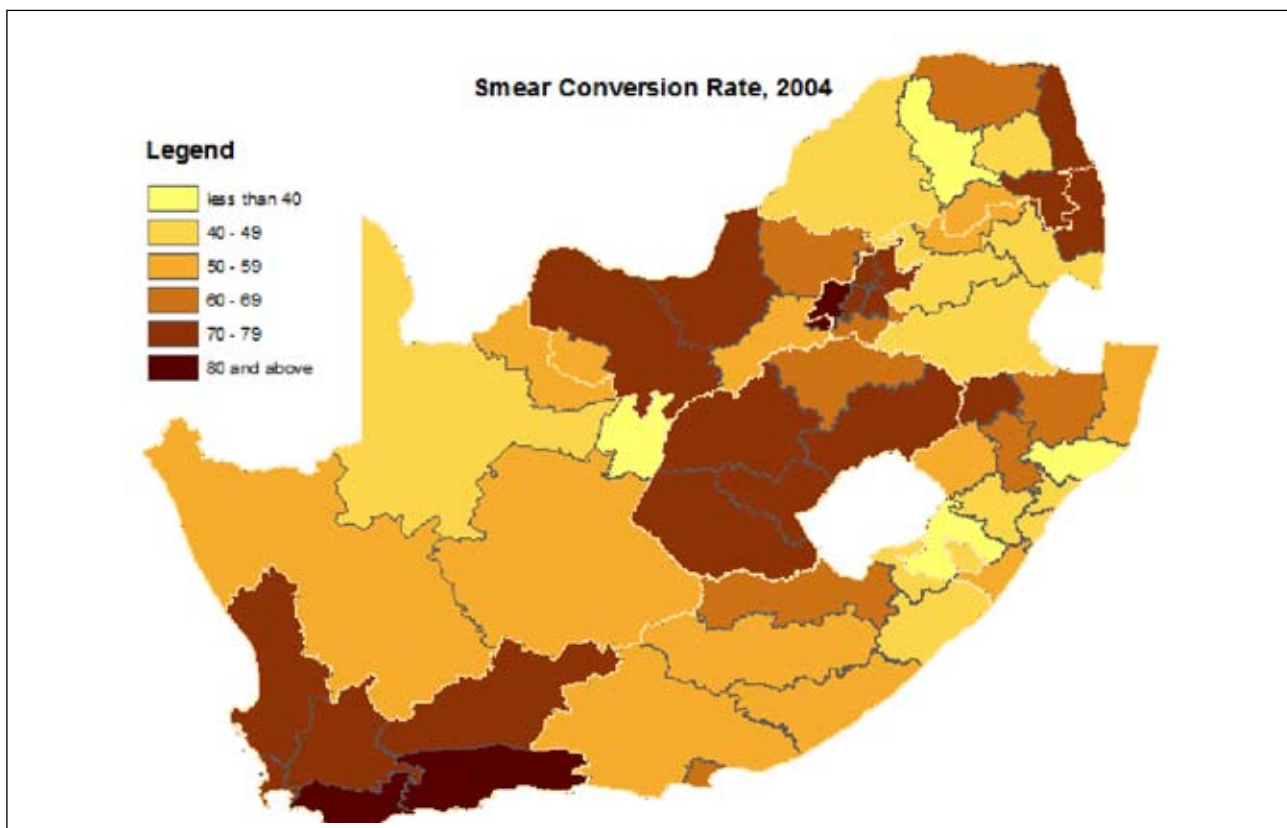 Smear Conversion Rate, 2004
Legend
less than 40
40 - 49
50 - 59
60 - 69
70 - 79
80 and above